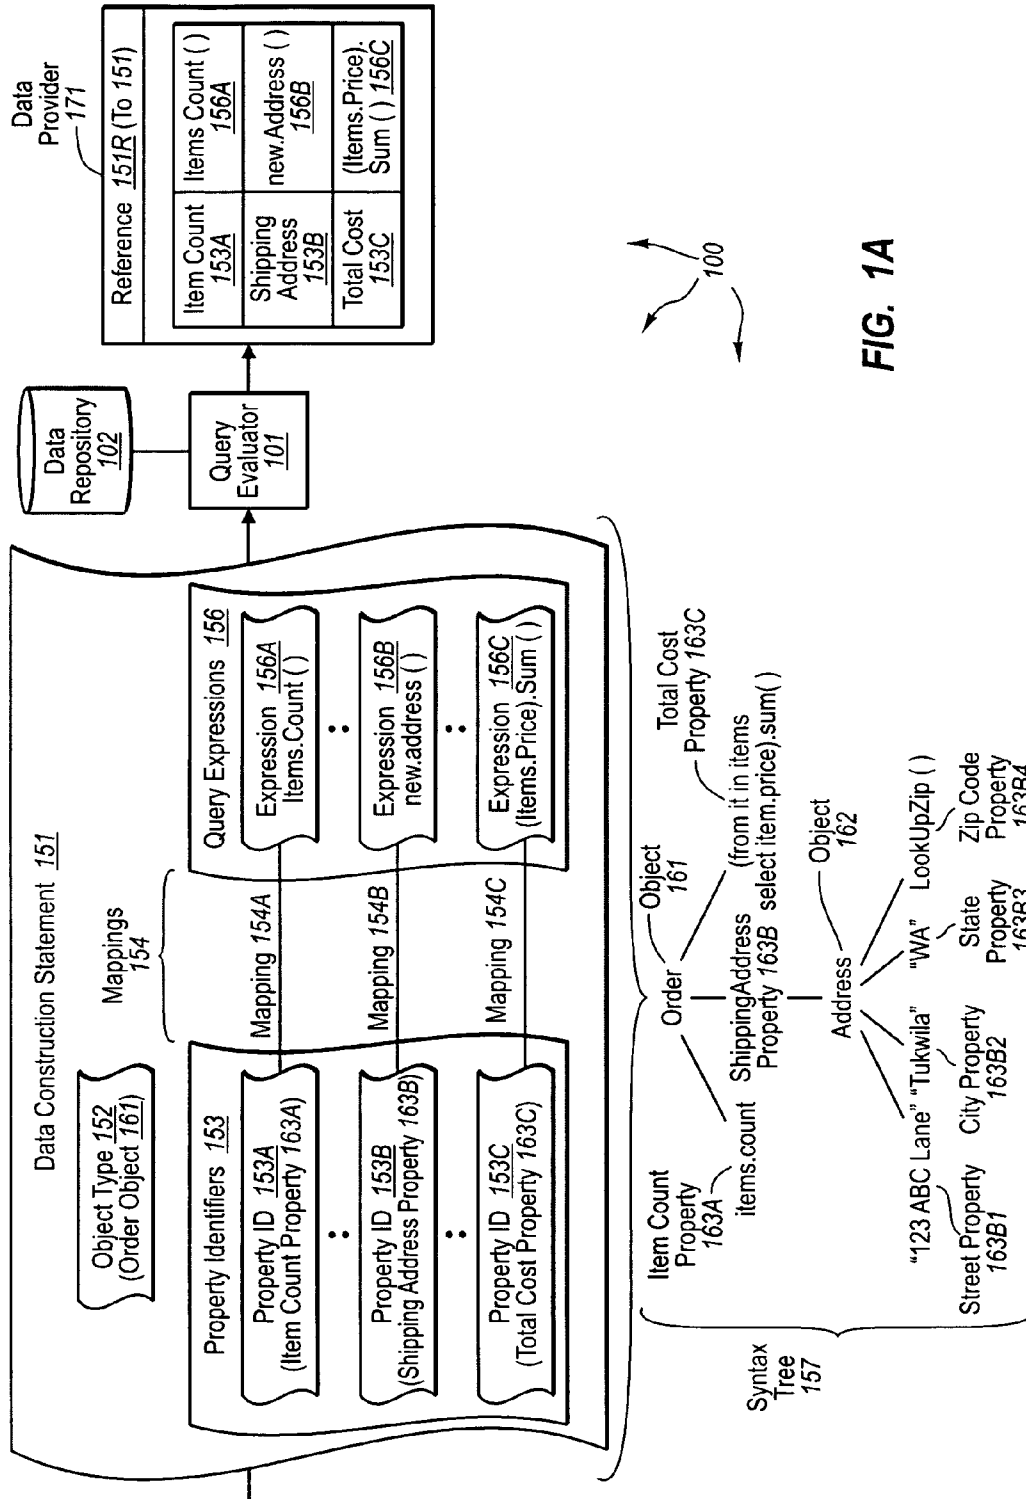 Data Construction Statement 151
Object Type 152
(Order Object 161)
Mappings
154
Property Identifiers 153
Property ID 153A
(Item Count Property 163A)
Property ID 153B
(Shipping Address Property 163B)
Property ID 153C
(Total Cost Property 163C)
Mapping 154A
Mapping 154B
Mapping 154C
Query Expressions 156
Expression 156A
Items.Count ( )
Expression 156B
new.address ( )
Expression 156C
(Items.Price).Sum ( )
Data
Repository
102
Query
Evaluator
101
Data
Provider
171
Reference 151R (To 151)
Item Count
153A
Items Count ( )
156A
Shipping
Address
153B
new.Address ( )
156B
Total Cost
153C
(Items.Price).
Sum ( ) 156C
Syntax
Tree
157
Item Count
Property
163A
items.count
Order
Object
161
ShippingAddress
Property 163B
Total Cost
Property 163C
(from it in items
select item.price).sum( )
Address
Object
162
"123 ABC Lane"
"Tukwila"
"WA"
LookUpZip ( )
Street Property
163B1
City Property
163B2
State
Property
163B3
Zip Code
Property
163B4
100
FIG. 1A